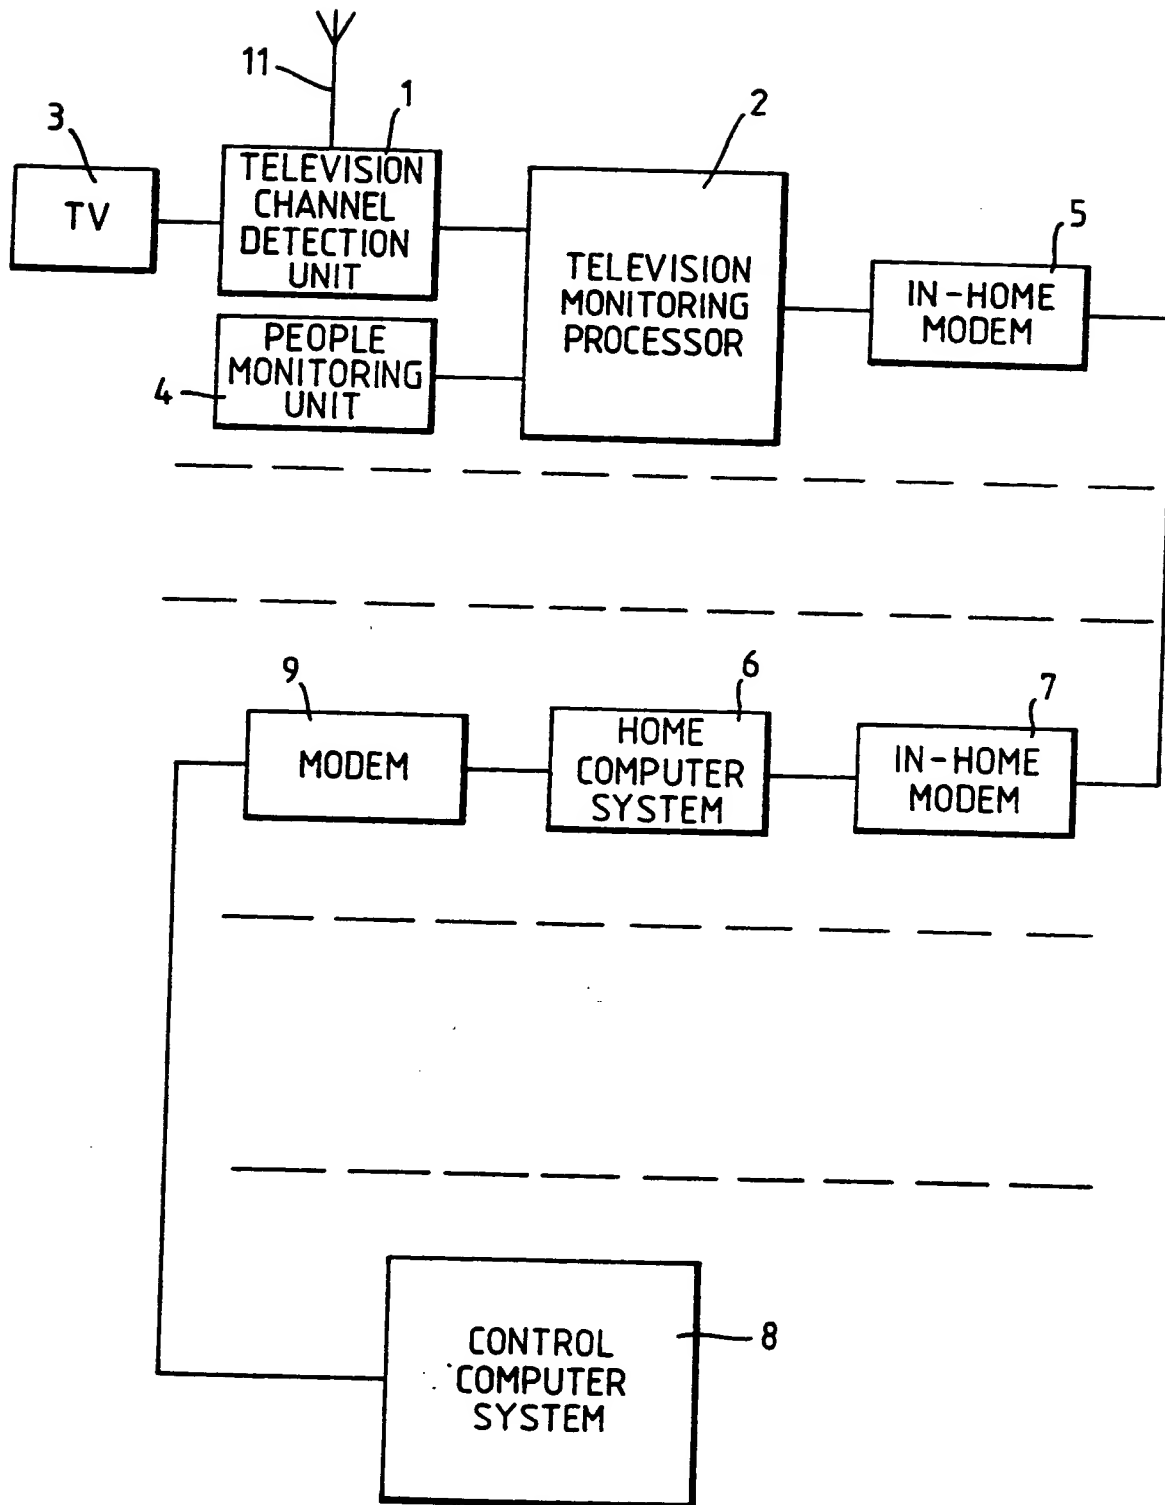 11
1
2
3
TELEVISION
CHANNEL
DETECTION
UNIT
TV
5
TELEVISION
MONITORING
PROCESSOR
IN-HOME
MODEM
PEOPLE
MONITORING
UNIT
4
9
6
7
MODEM
HOME
COMPUTER
SYSTEM
IN-HOME
MODEM
CONTROL
COMPUTER
SYSTEM
8